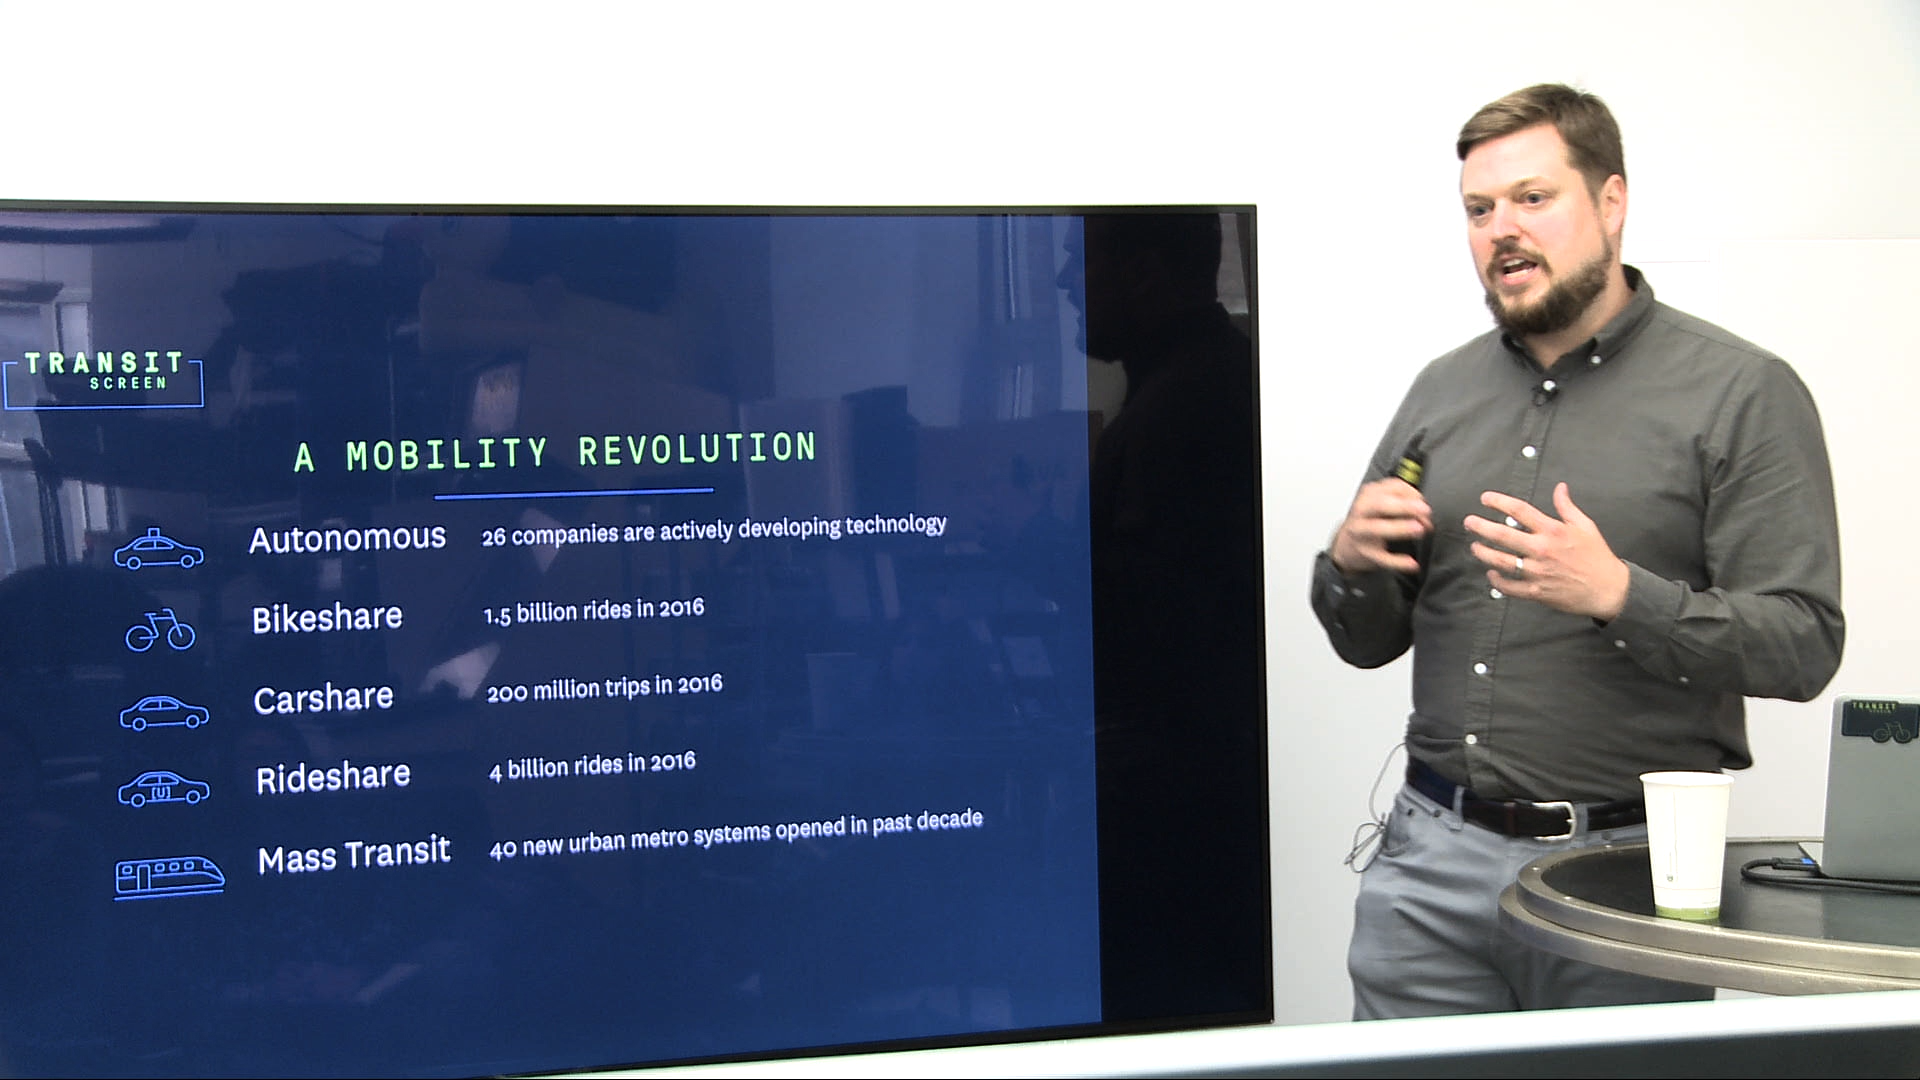 TRANSIT
SCREEN
A MOBILITY REVOLUTION
Autonomous 26 companies are actively developing technology
Bikeshare 1.5 billion rides in 2016
Carshare 200 million trips in 2016
Rideshare 4 billion rides in 2016
[U]
Mass Transit 40 new urban metro systems opened in past decade
TRANSIT
SCREEN